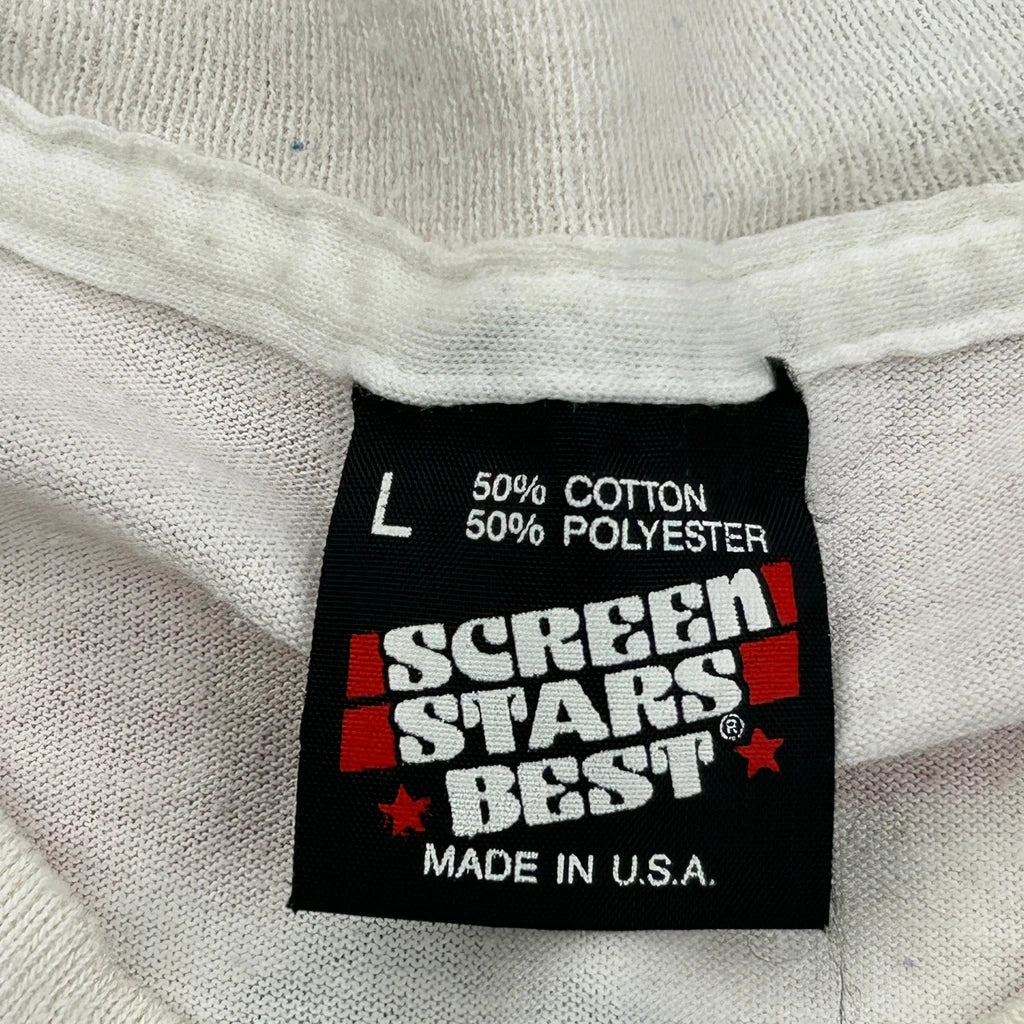 L
50% COTTON
50% POLYESTER
SCREEn
STARS
BEST®
MADE IN U.S.A.